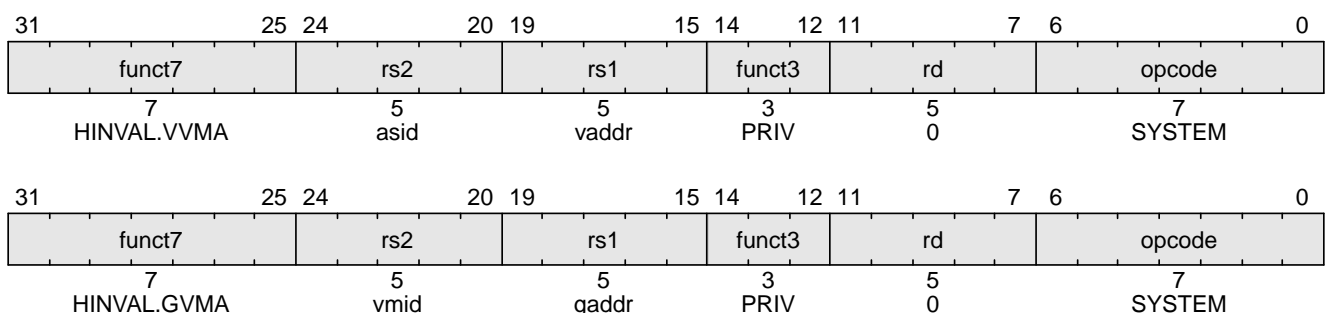 31 25 24 20 19 15 14 12 11 7 6 0
funct7 rs2 rs1 funct3 rd opcode
7 5 5 3 5 7
HINVAL.VVMA asid vaddr PRIV 0 SYSTEM
31 25 24 20 19 15 14 12 11 7 6 0
funct7 rs2 rs1 funct3 rd opcode
7 5 5 3 5 7
HINVAL.GVMA vmid gaddr PRIV 0 SYSTEM